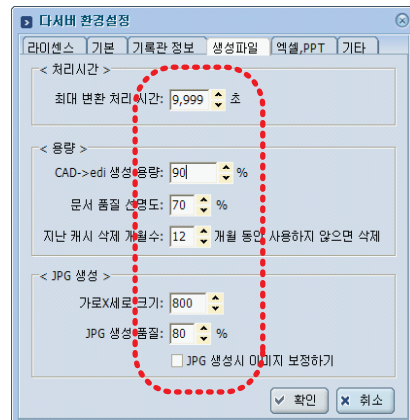 다서버 환경설정
라이센스 기본 기록관 정보 생성파일 엑셀,PPT 기타
< 처리시간 >
최대 변환 처리 시간: 9,999 초
< 용량 >
CAD->edi 생성 용량: 90 %
문서 품질 선명도: 70 %
지난 캐시 삭제 개월수: 12 개월 동안 사용하지 않으면 삭제
< JPG 생성 >
가로X세로 크기: 800
JPG 생성 품질: 80 %
JPG 생성시 이미지 보정하기
확인 취소